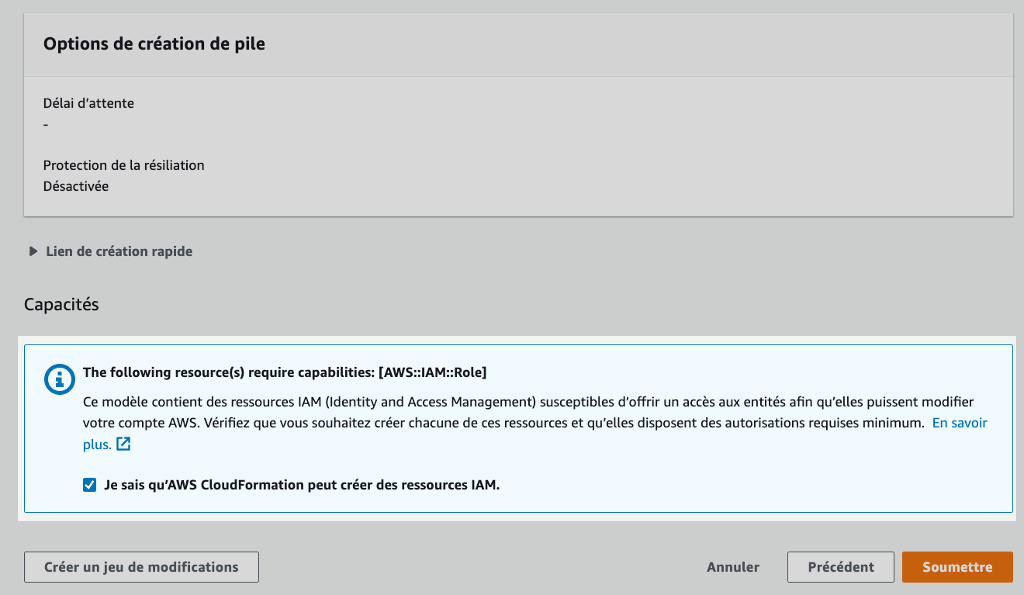 Options de création de pile
Délai d'attente
-
Protection de la résiliation
Désactivée
Lien de création rapide
Capacités
The following resource(s) require capabilities: [AWS::IAM::Role]
Ce modèle contient des ressources IAM (Identity and Access Management) susceptibles d'offrir un accès aux entités afin qu'elles puissent modifier
votre compte AWS. Vérifiez que vous souhaitez créer chacune de ces ressources et qu'elles disposent des autorisations requises minimum. En savoir
plus.
Je sais qu'AWS CloudFormation peut créer des ressources IAM.
Créer un jeu de modifications
Annuler
Précédent
Soumettre